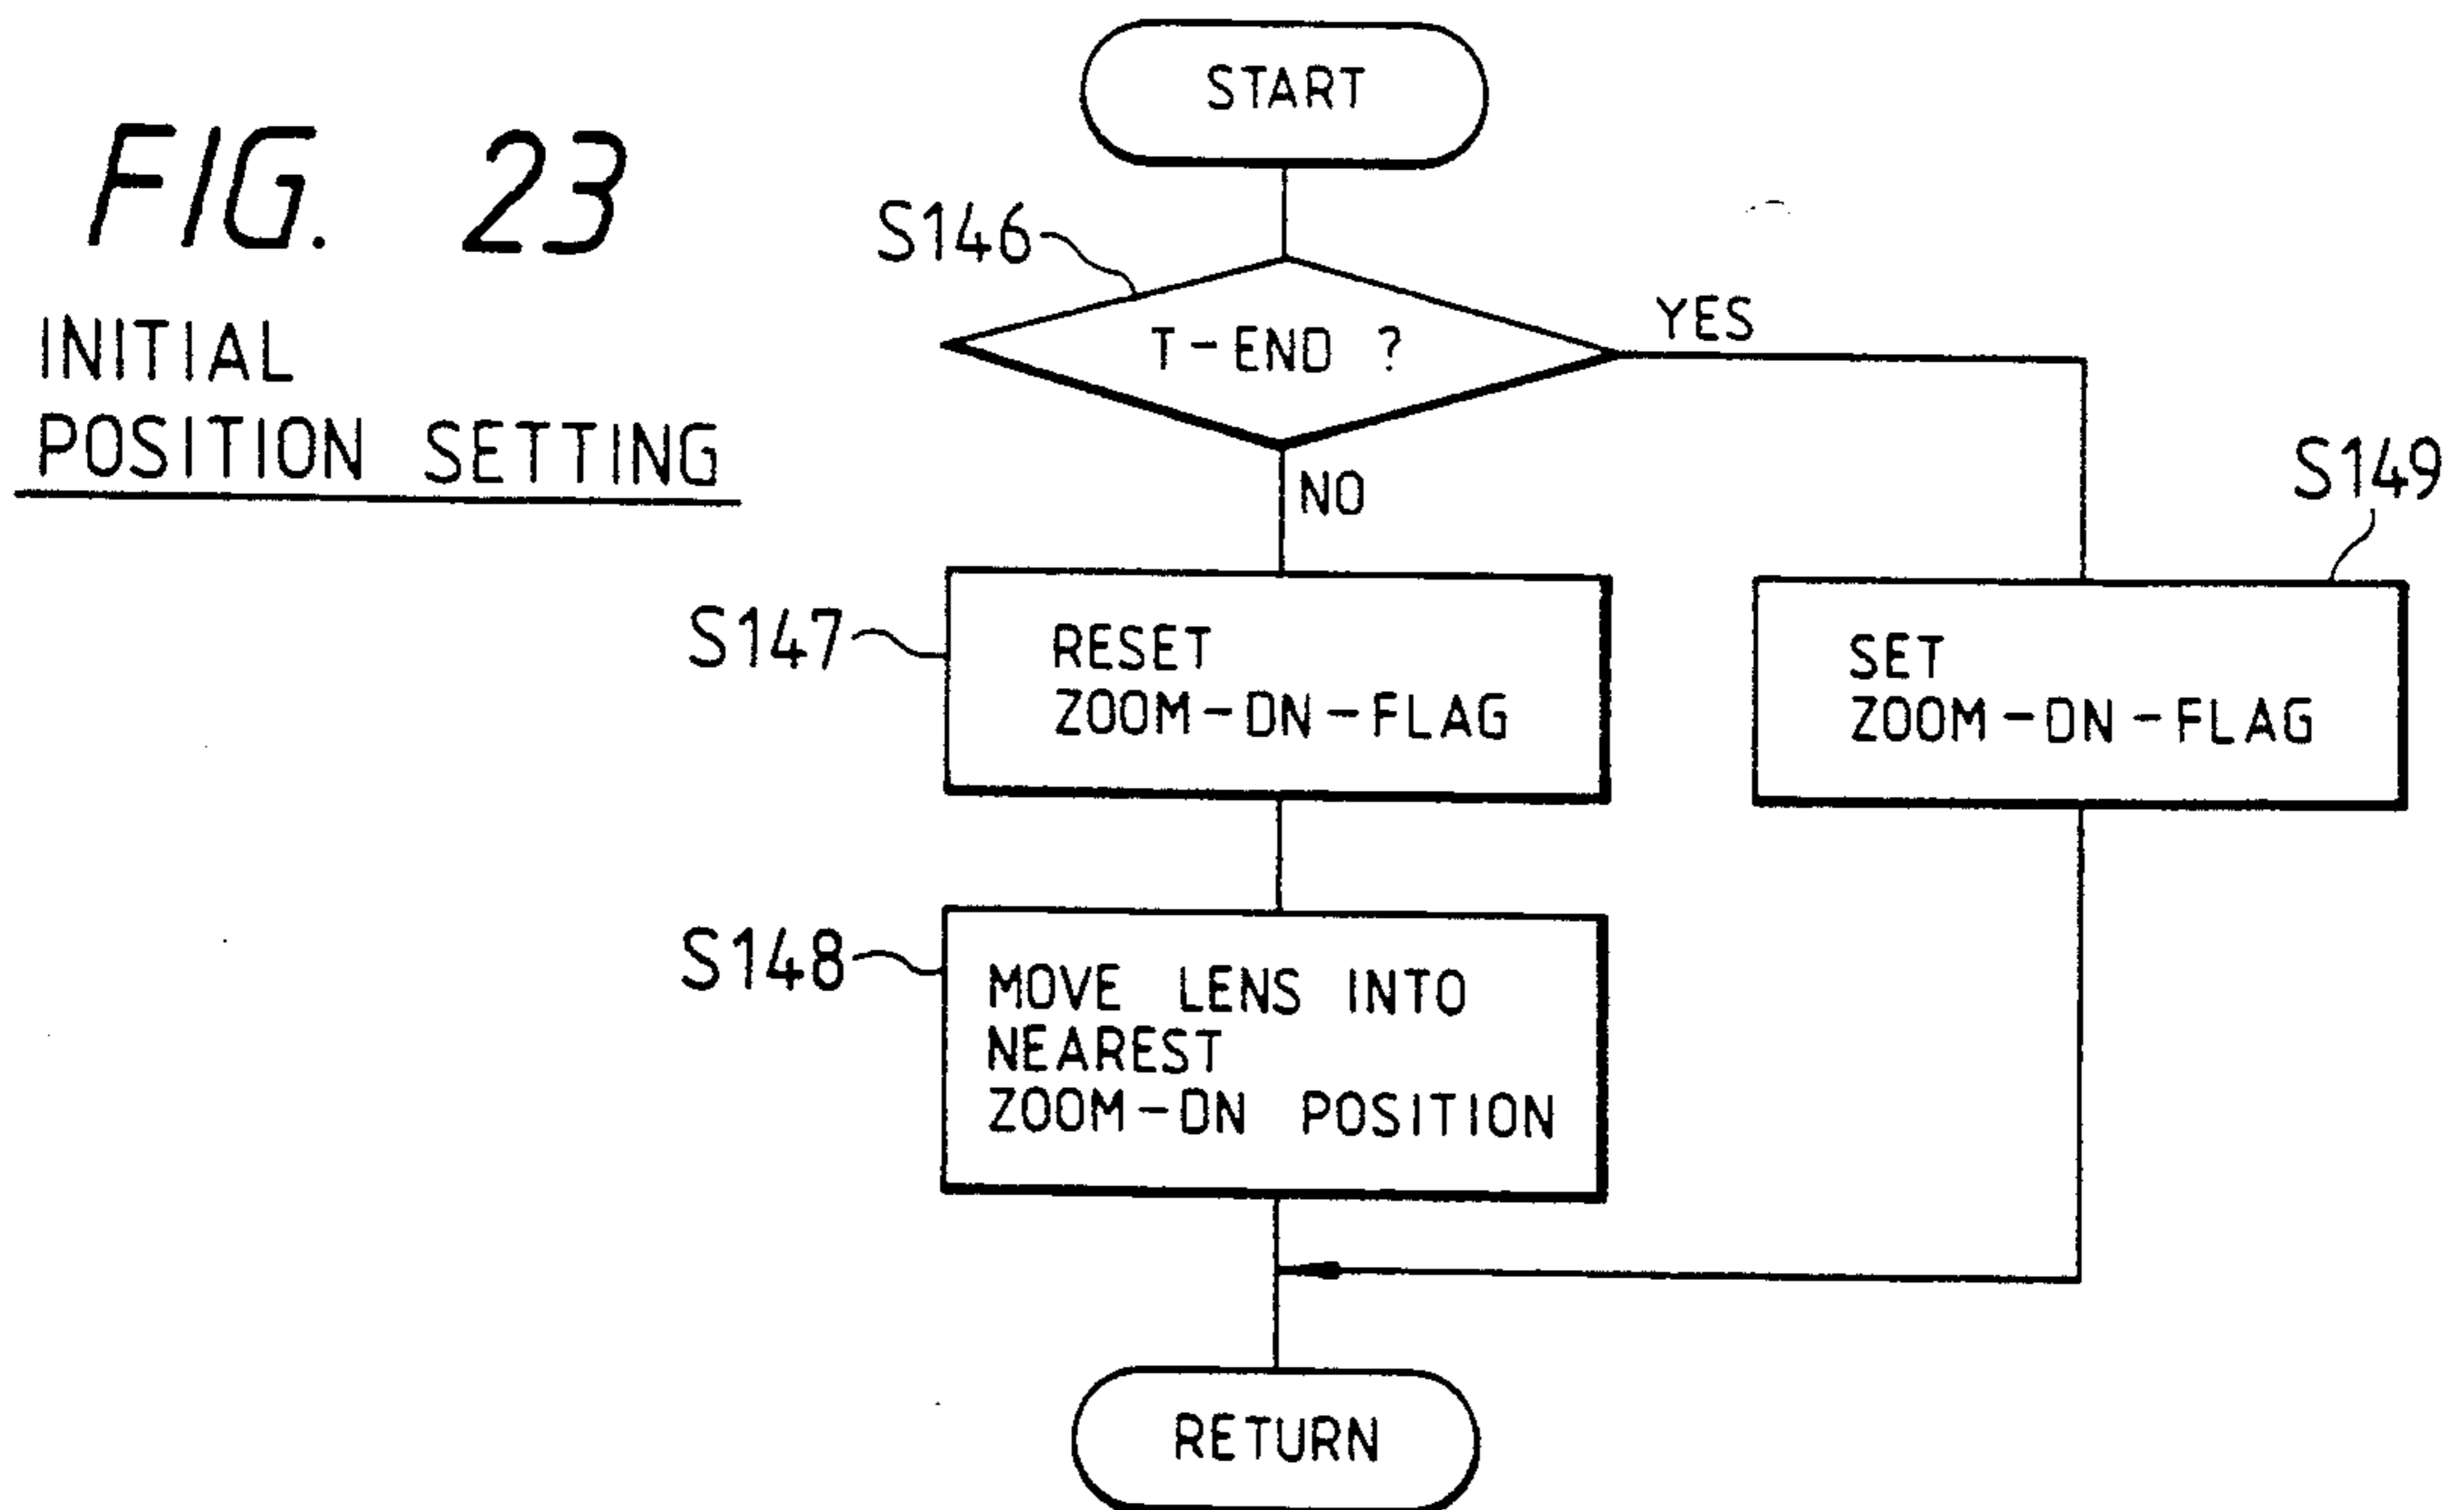 FIG. 23
INITIAL
POSITION SETTING
START
S146
T-END ?
YES
NO
S149
S147
RESET
ZOOM-DN-FLAG
SET
ZOOM-DN-FLAG
S148
MOVE LENS INTO
NEAREST
ZOOM-DN POSITION
RETURN